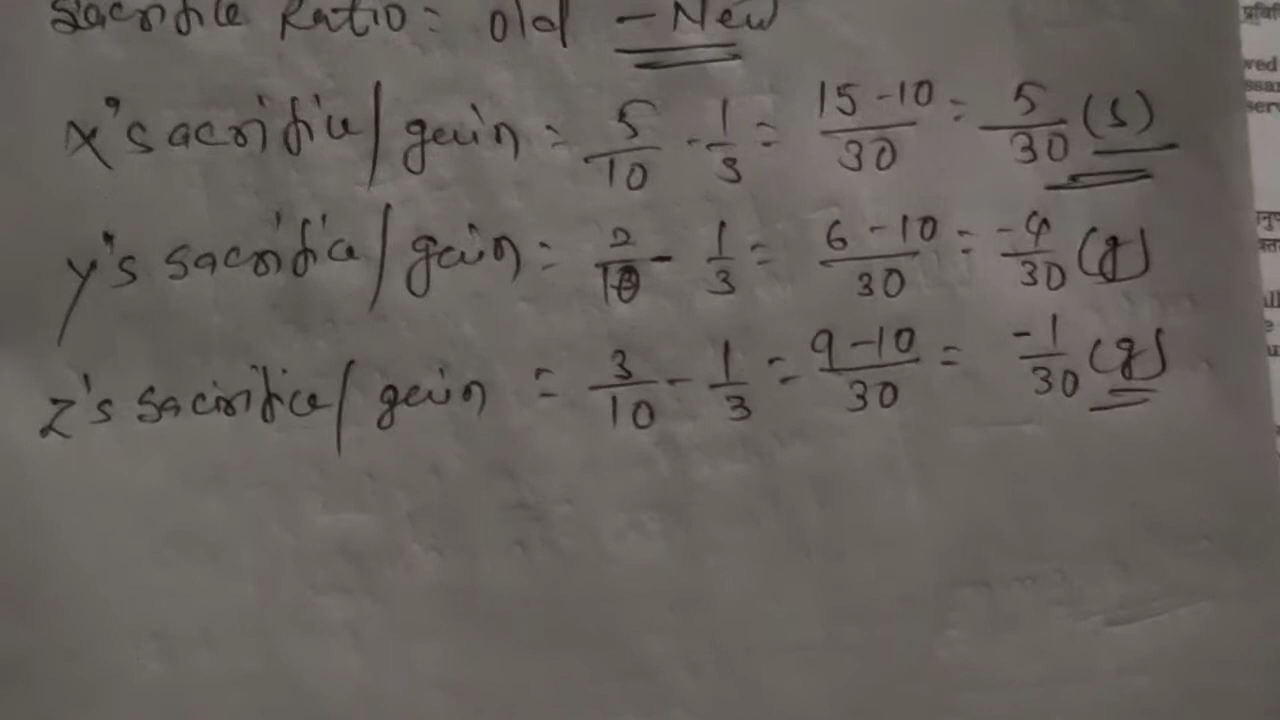 Sacrifice Ratio = Old - New
X's sacrifice/gain = 5/10 - 1/3 = 15-10/30 = 5/30 (s)
Y's sacrifice/gain = 2/10 - 1/3 = 6-10/30 = -4/30 (g)
Z's sacrifice/gain = 3/10 - 1/3 = 9-10/30 = -1/30 (g)